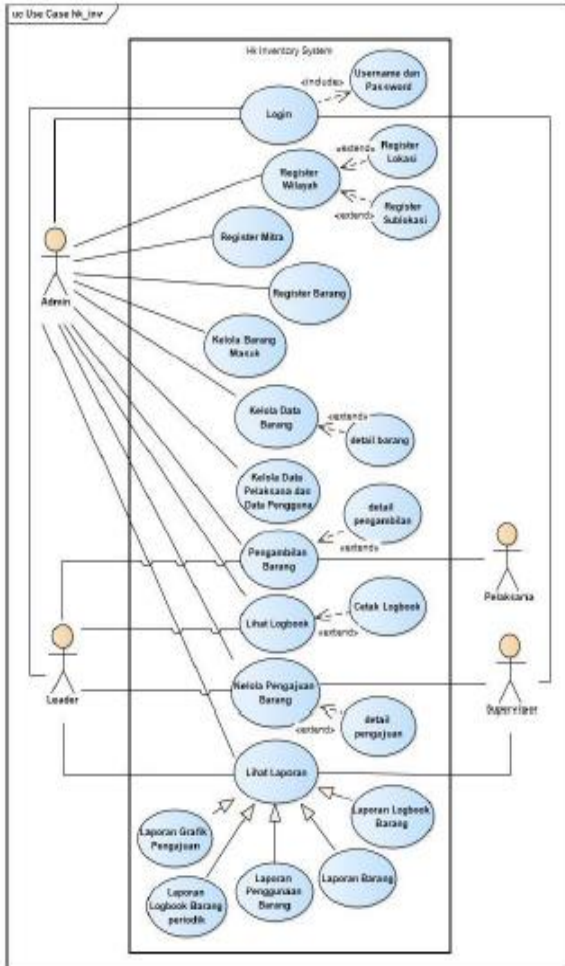 uc Use Case hk_inv
Hk Inventory System
Username dan
Password
«include»
Login
Register
Lokasi
«extend»
Register
Wilayah
Register
Sublokasi
«extend»
Register Mitra
Admin
Register Barang
Kelola Barang
Masuk
Kelola Data
Barang
«extend»
detail barang
Kelola Data
Pelaksana dan
Data Pengguna
detail
pengambilan
«extend»
Pengambilan
Barang
Pelaksana
Cetak Logbook
Lihat Logbook
«extend»
Leader
Kelola Pengajuan
Barang
Supervisor
«extend»
detail
pengajuan
Lihat Laporan
Laporan Logbook
Barang
Laporan Grafik
Pengajuan
Laporan Barang
Laporan
Penggunaan
Barang
Laporan
Logbook Barang
periodik